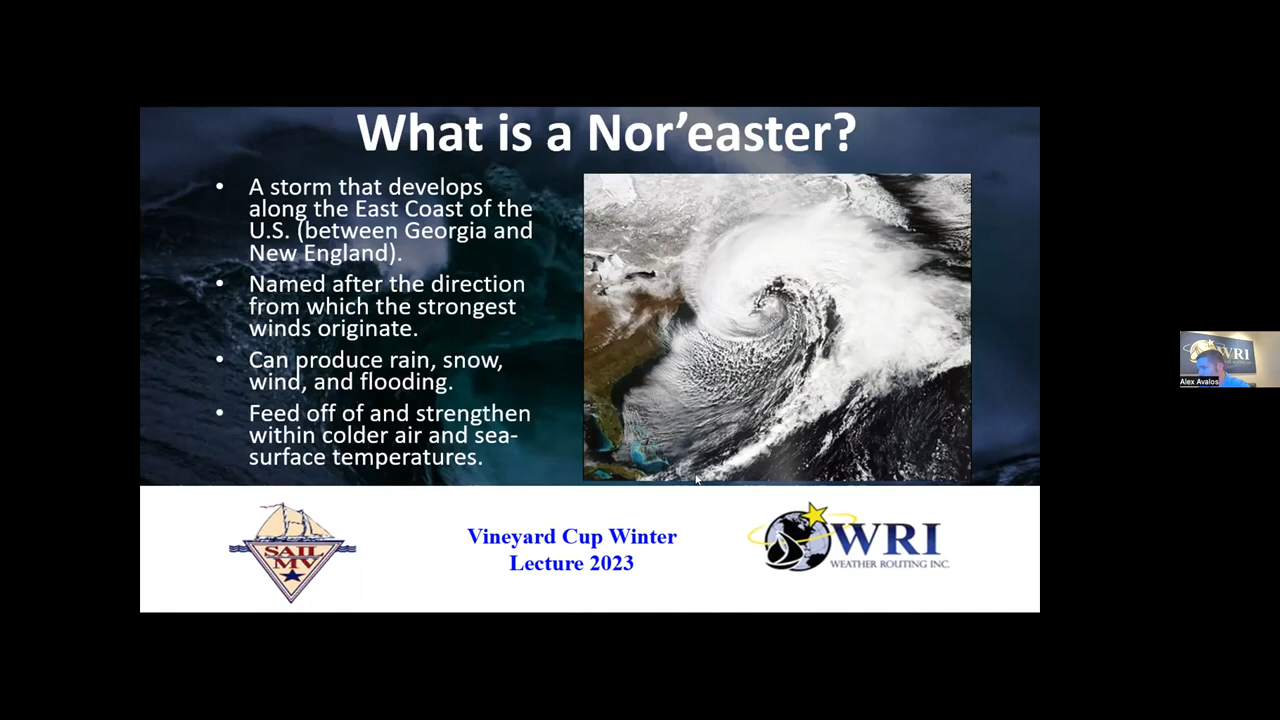 What is a Nor’easter?
• A storm that develops
along the East Coast of the
U.S. (between Georgia and
New England).
• Named after the direction
from which the strongest
winds originate.
• Can produce rain, snow,
wind, and flooding.
• Feed off of and strengthen
within colder air and sea-
surface temperatures.
SAIL
MV
Vineyard Cup Winter
Lecture 2023
WRI
WEATHER ROUTING INC.
WRI
Alex Avalos